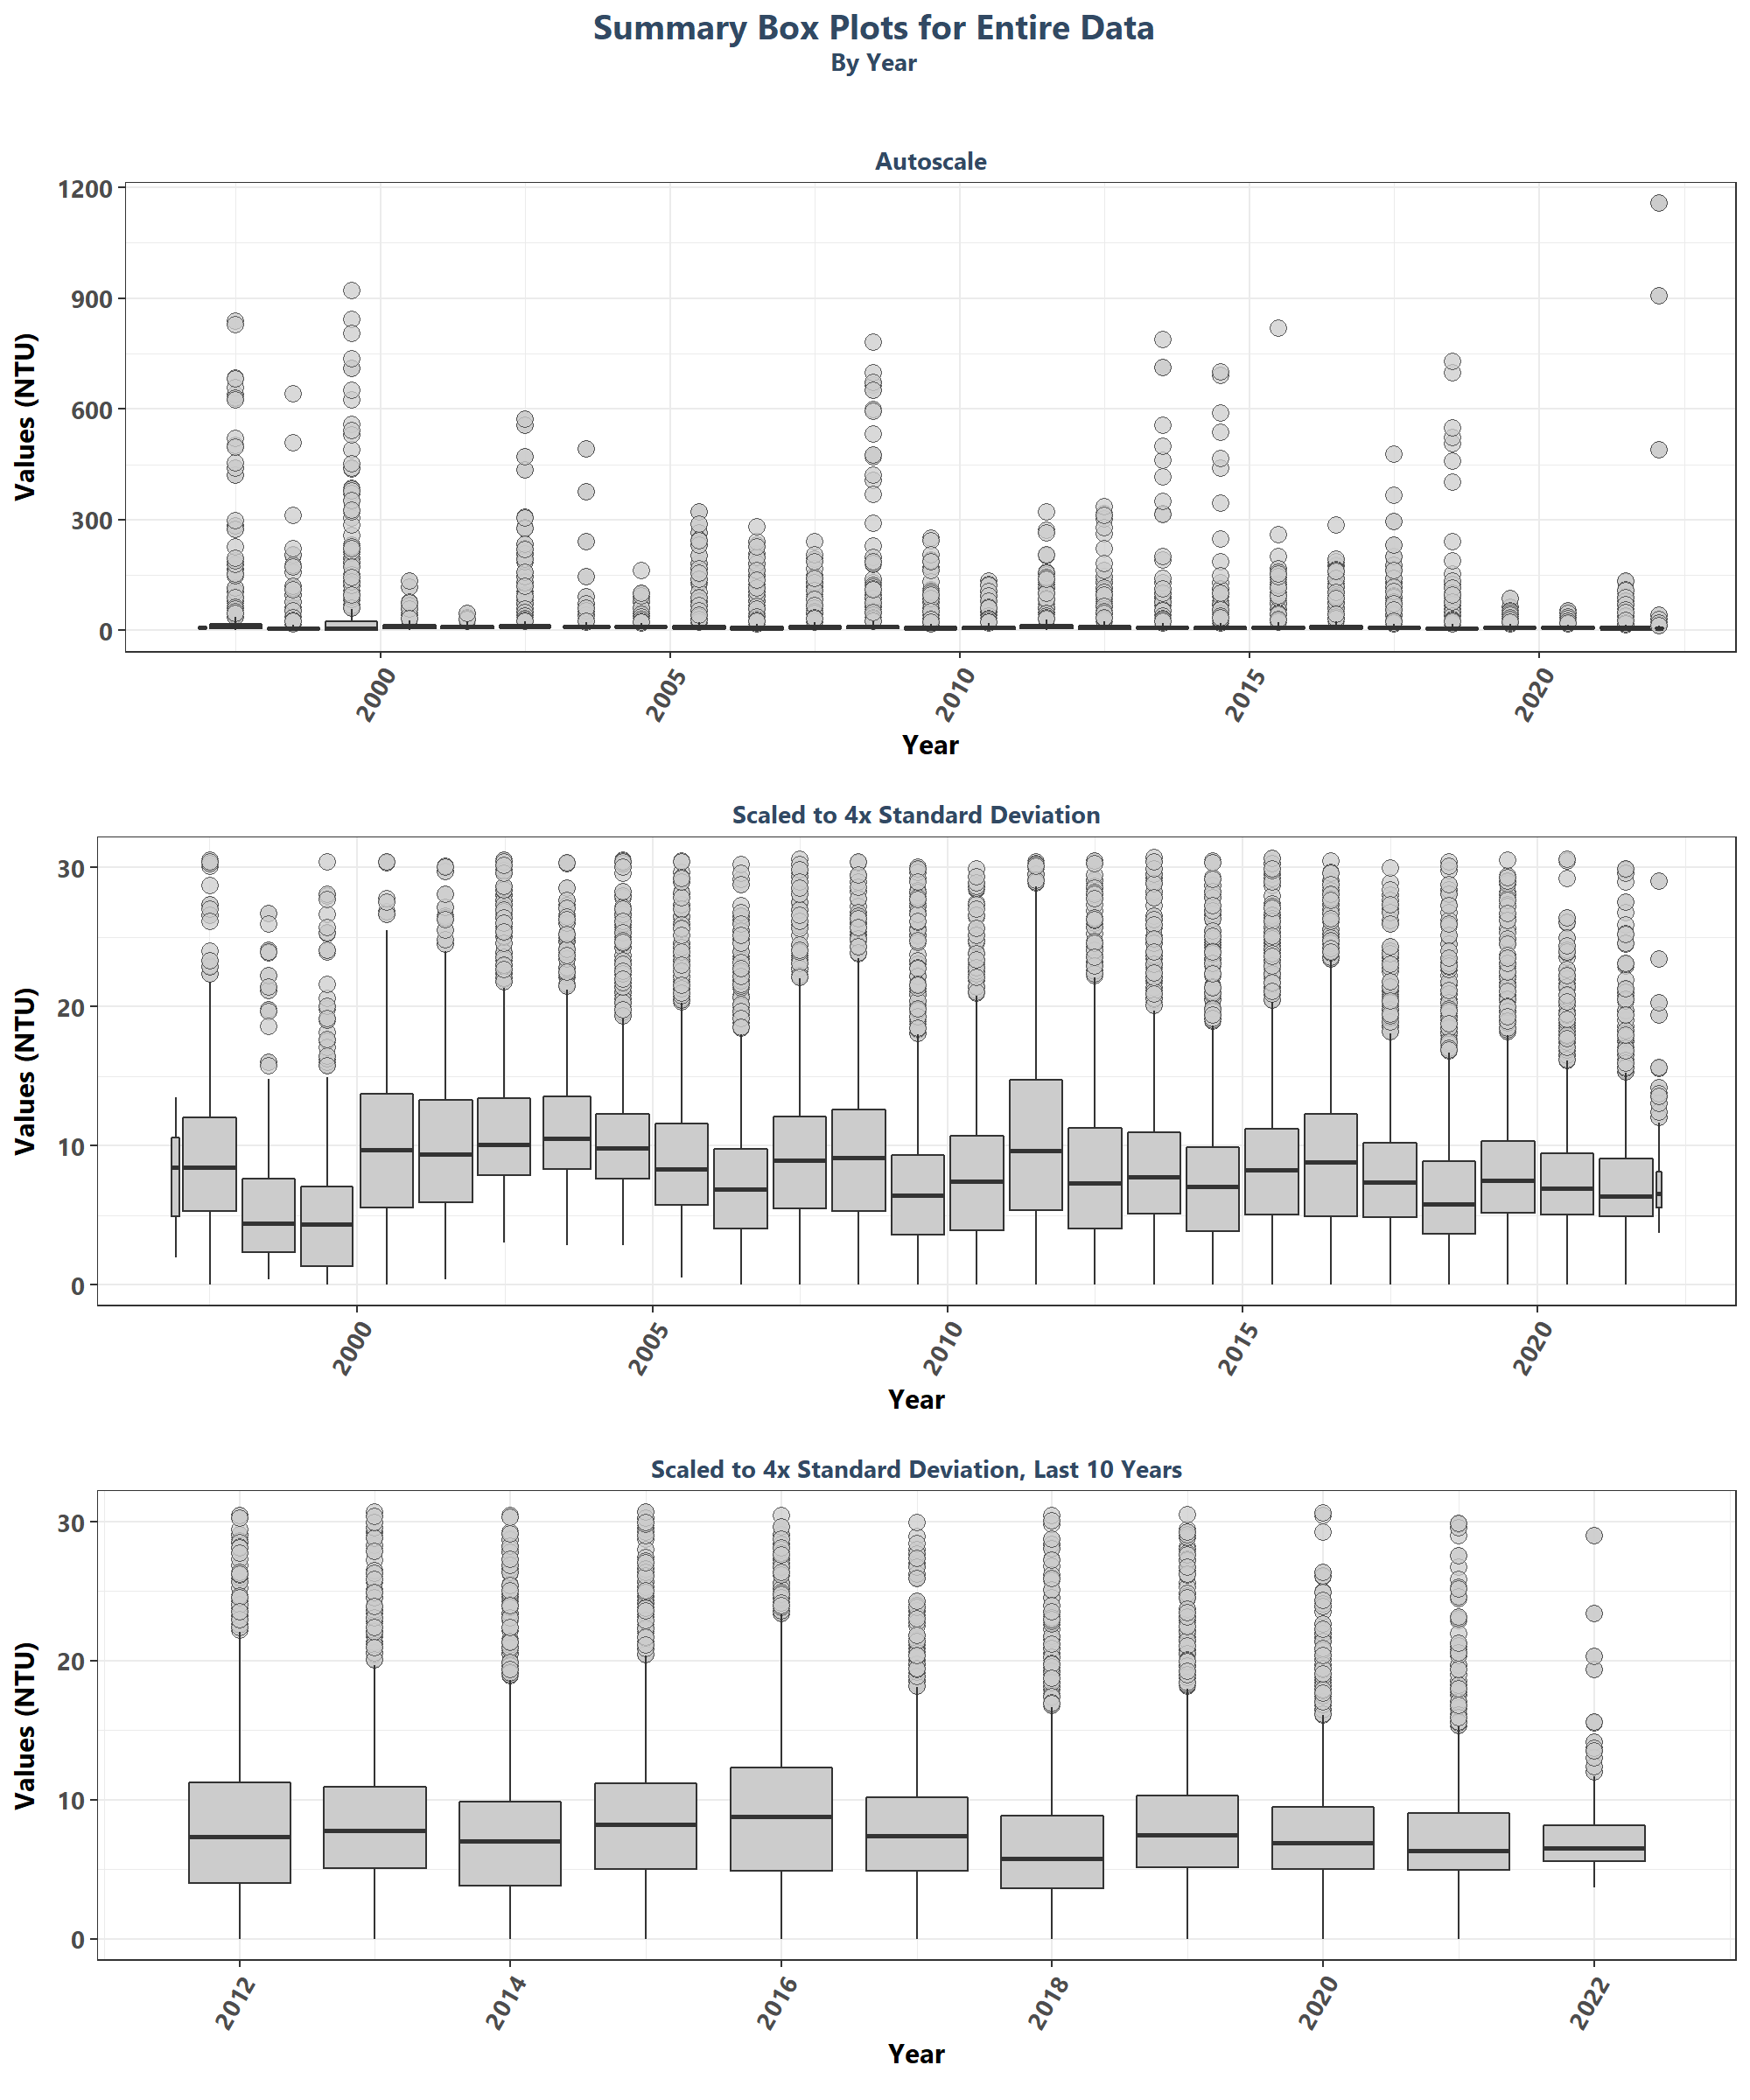 Summary Box Plots for Entire Data
By Year
Autoscale
Values (NTU)
1200
900
600
300
0
2000 2005 2010 2015 2020
Year
Scaled to 4x Standard Deviation
Values (NTU)
30
20
10
0
2000 2005 2010 2015 2020
Year
Scaled to 4x Standard Deviation, Last 10 Years
Values (NTU)
30
20
10
0
2012 2014 2016 2018 2020 2022
Year